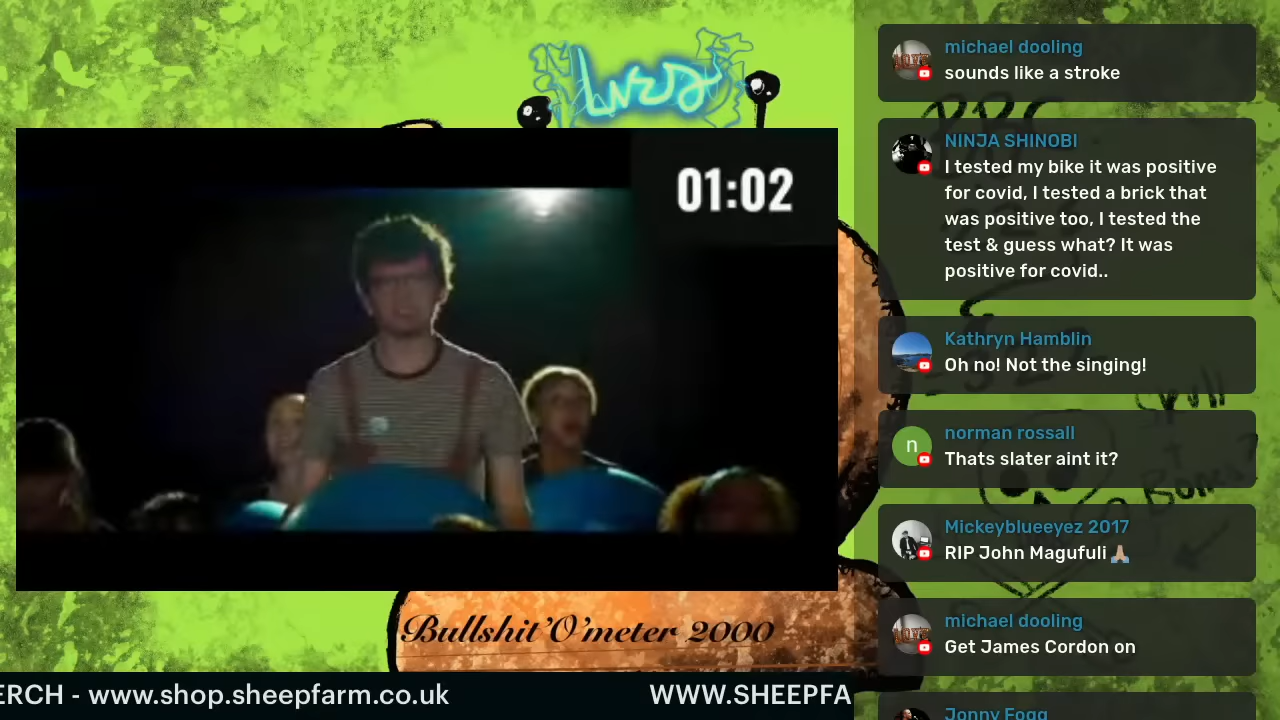 01:02
Bullshit'O'meter 2000
ERCH - www.shop.sheepfarm.co.uk WWW.SHEEPFA
michael dooling
sounds like a stroke
NINJA SHINOBI
I tested my bike it was positive
for covid, I tested a brick that
was positive too, I tested the
test & guess what? It was
positive for covid..
Kathryn Hamblin
Oh no! Not the singing!
n
norman rossall
Thats slater aint it?
Mickeyblueeyez 2017
RIP John Magufuli🙏🏼
michael dooling
Get James Cordon on
Jonny Fogg